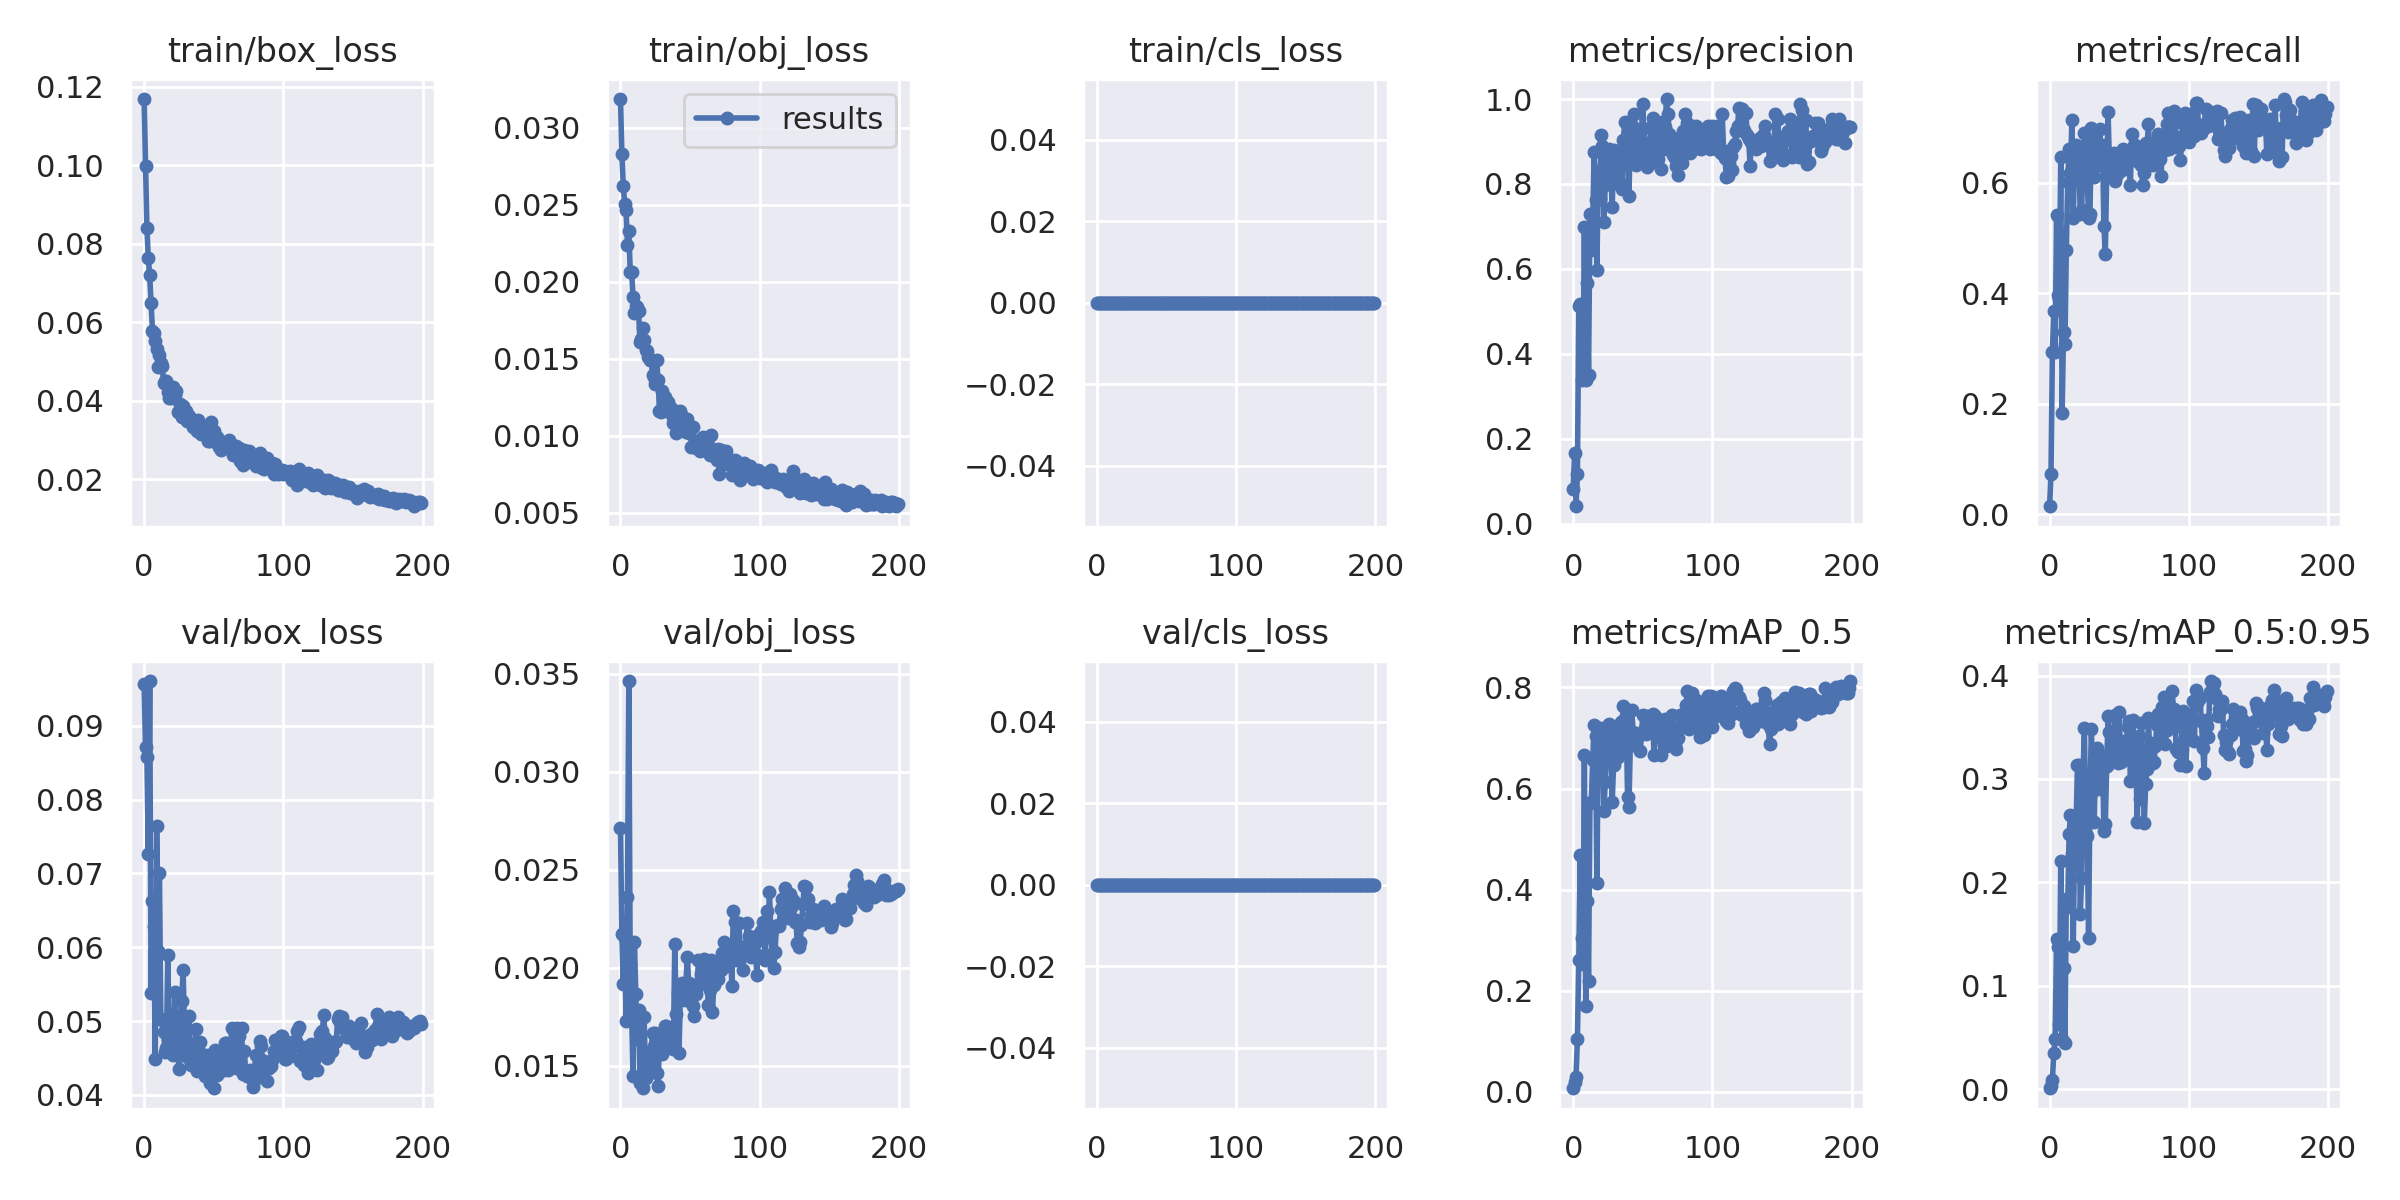 train/box_loss
0.12
0.10
0.08
0.06
0.04
0.02
0 100 200
train/obj_loss
results
0.030
0.025
0.020
0.015
0.010
0.005
0 100 200
train/cls_loss
0.04
0.02
0.00
−0.02
−0.04
0 100 200
metrics/precision
1.0
0.8
0.6
0.4
0.2
0.0
0 100 200
metrics/recall
0.6
0.4
0.2
0.0
0 100 200
val/box_loss
0.09
0.08
0.07
0.06
0.05
0.04
0 100 200
val/obj_loss
0.035
0.030
0.025
0.020
0.015
0 100 200
val/cls_loss
0.04
0.02
0.00
−0.02
−0.04
0 100 200
metrics/mAP_0.5
0.8
0.6
0.4
0.2
0.0
0 100 200
metrics/mAP_0.5:0.95
0.4
0.3
0.2
0.1
0.0
0 100 200